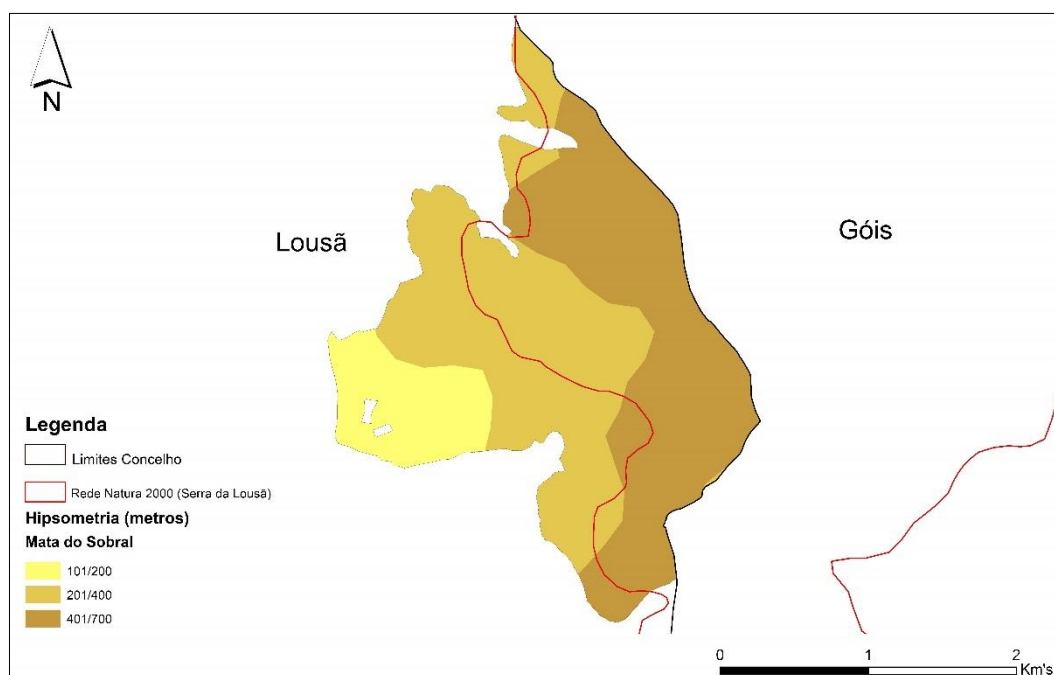 N
Lousã
Góis
Legenda
Limites Concelho
Rede Natura 2000 (Serra da Lousã)
Hipsometria (metros)
Mata do Sobral
101/200
201/400
401/700
0 1 2
Km's